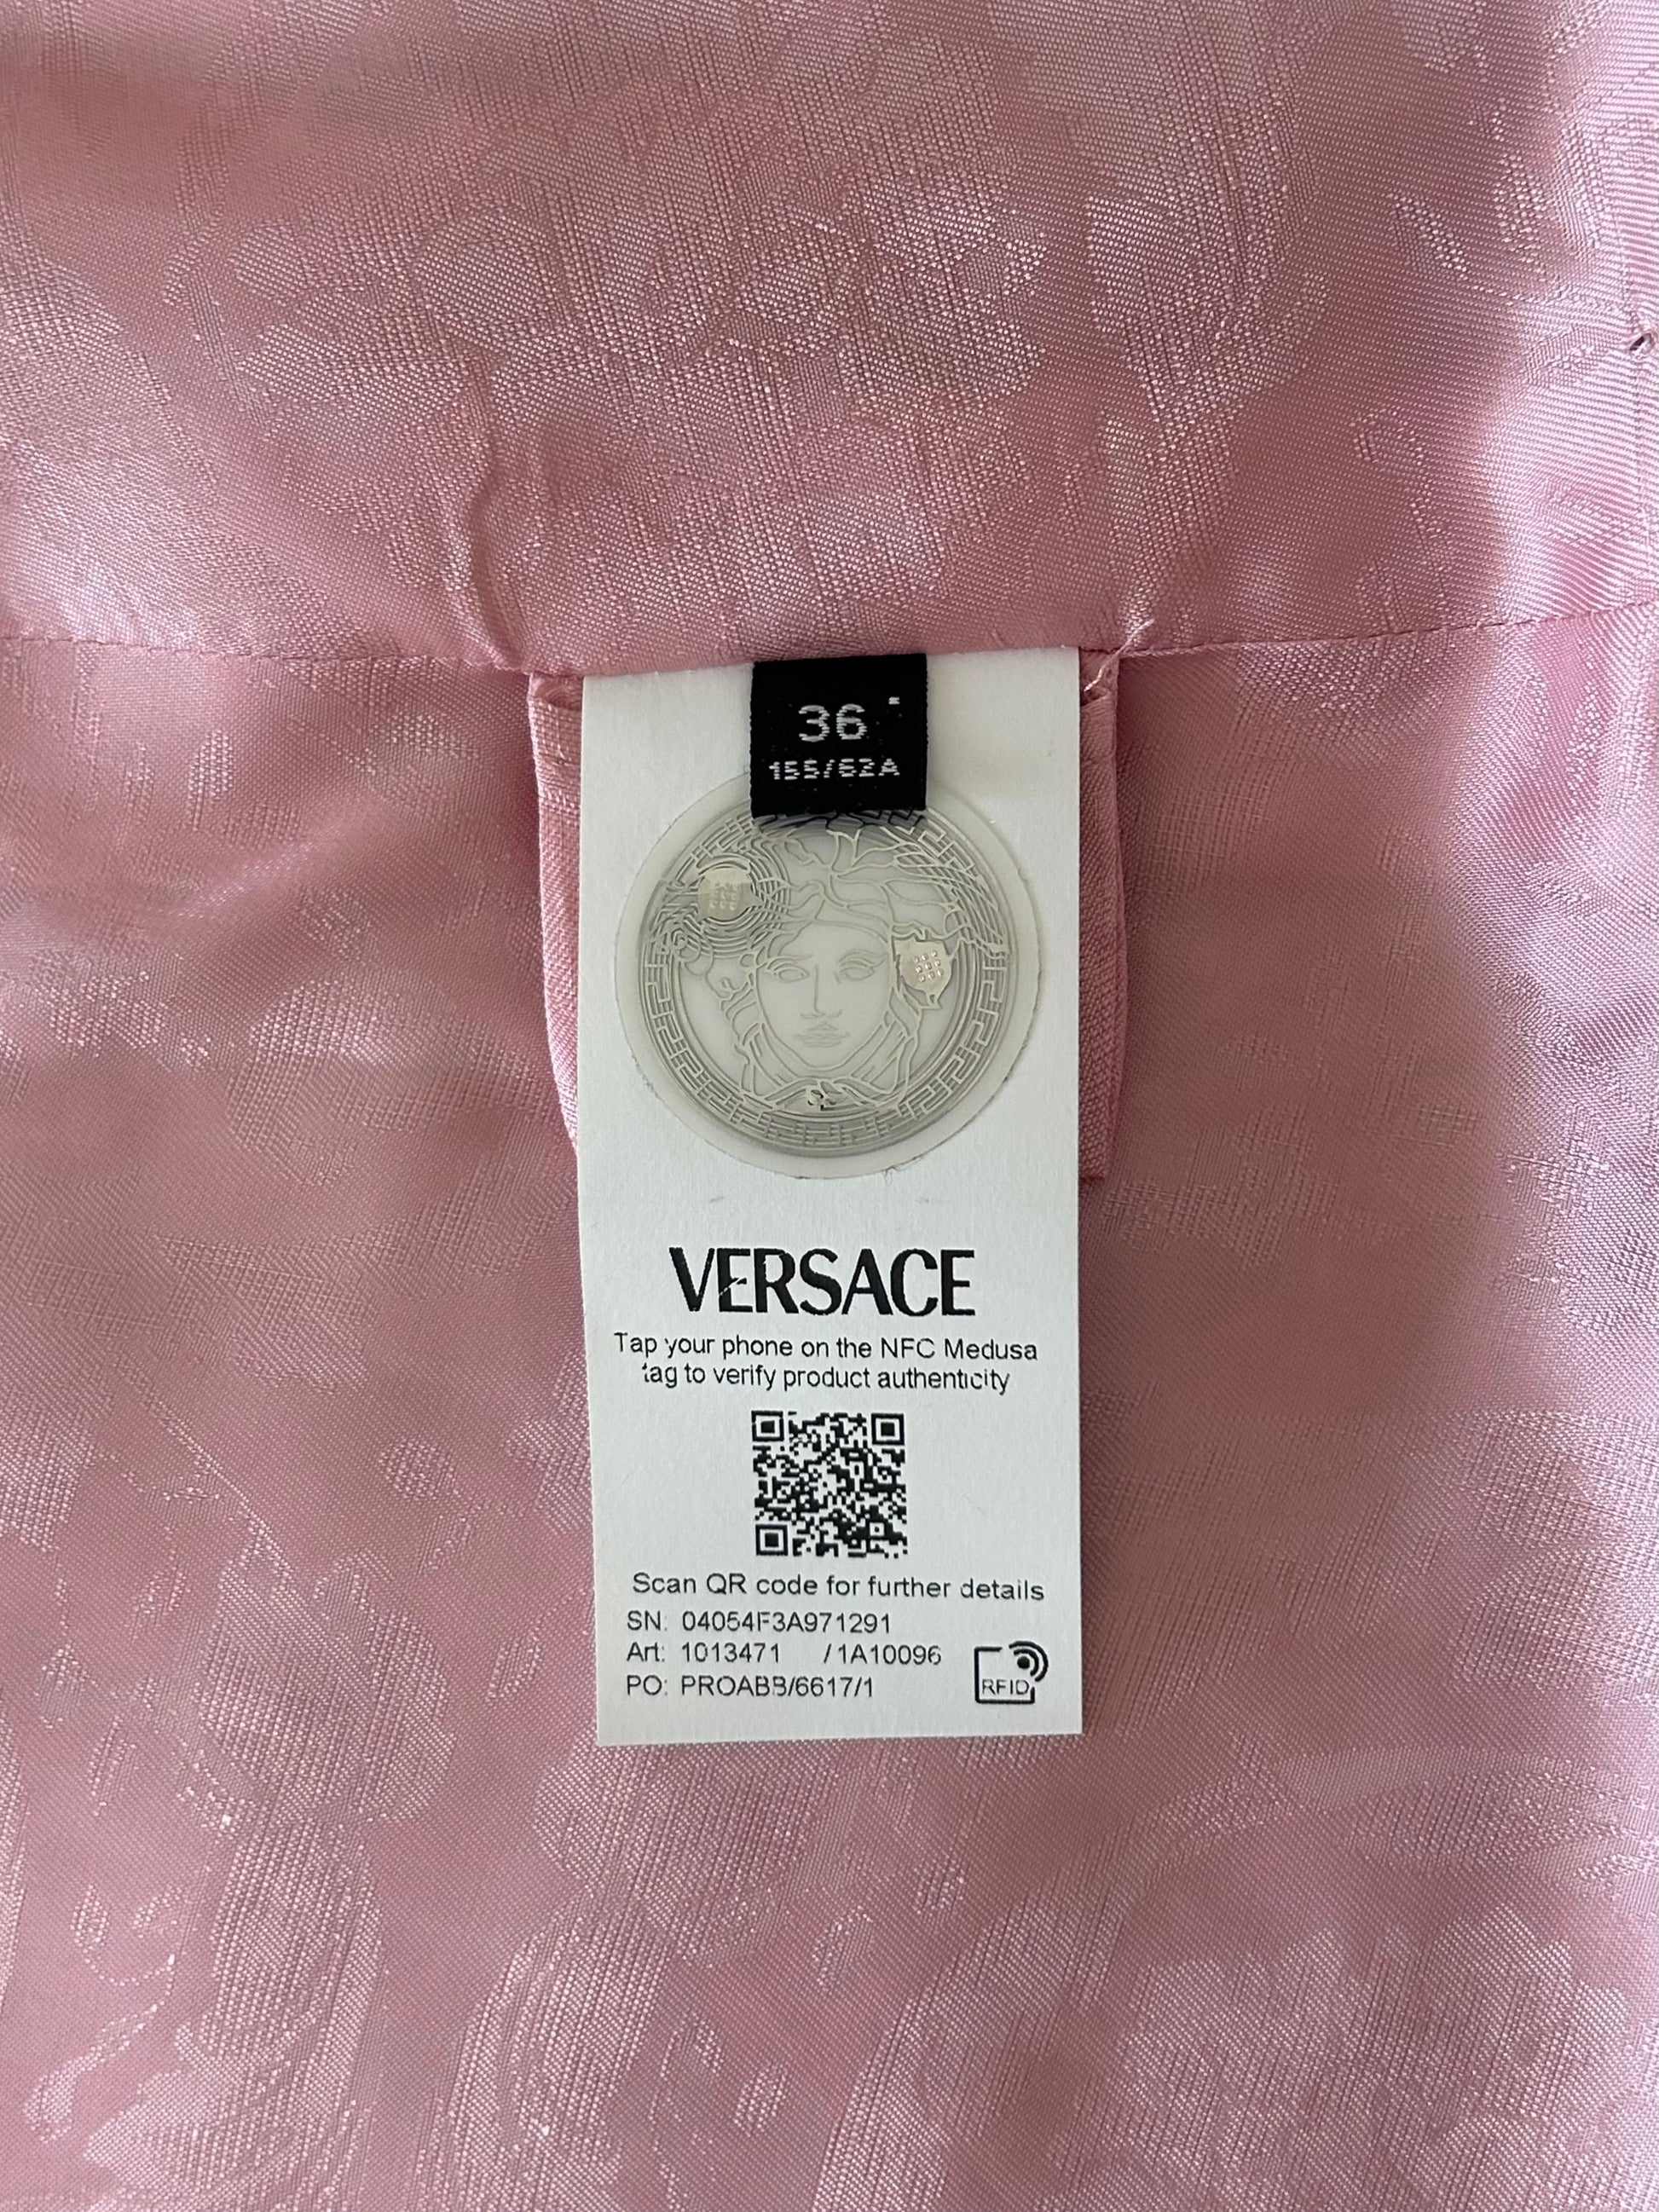 36
155/62A
VERSACE
Tap your phone on the NFC Medusa
tag to verify product authenticity
Scan QR code for further details
SN: 04054F3A971291
Art: 1013471 /1A10096
PO: PROABB/6617/1
RFID